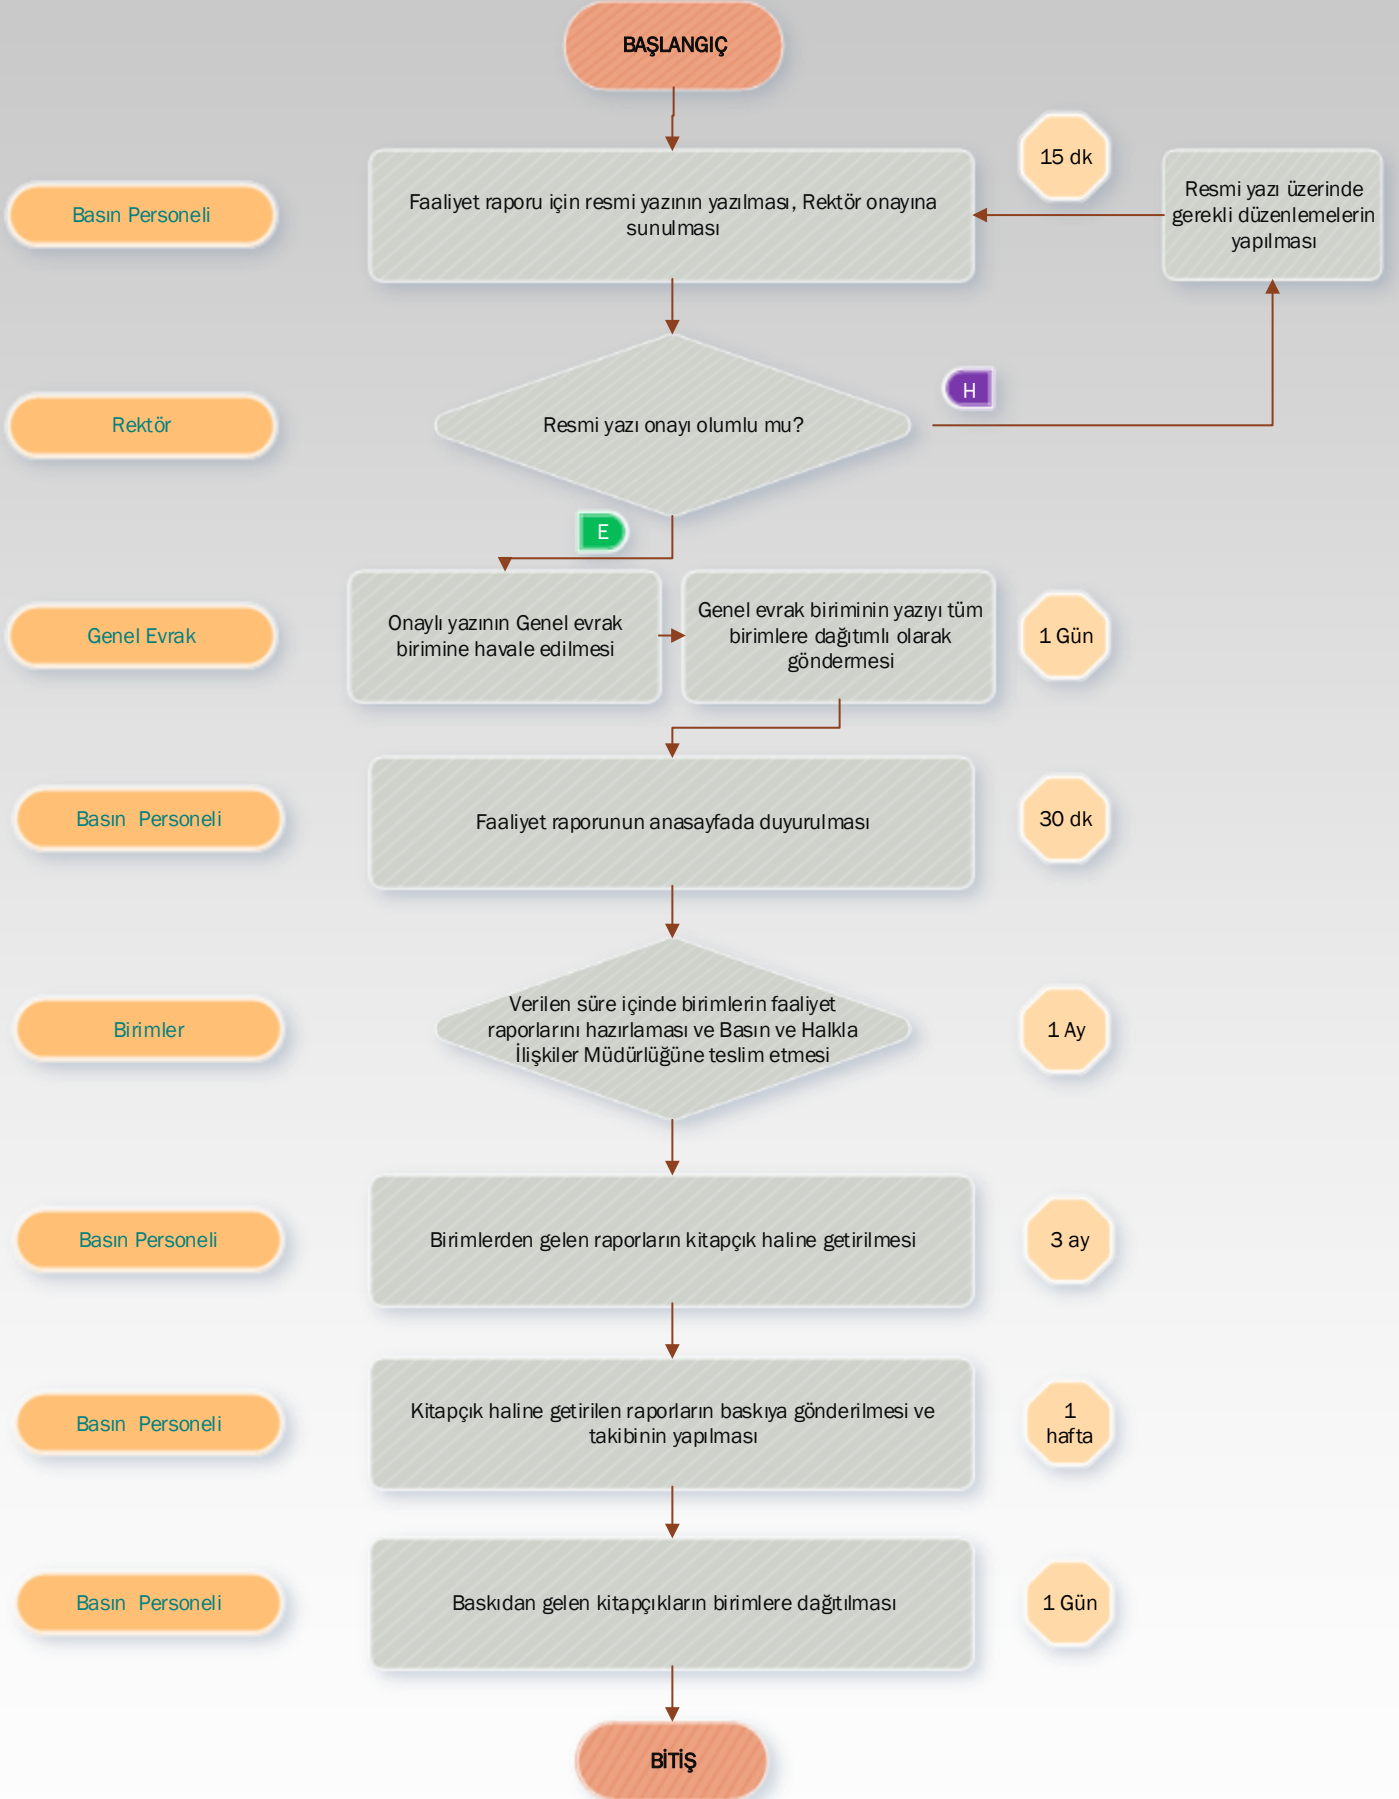 BAŞLANGIÇ
15 dk
Basın Personeli
Faaliyet raporu için resmi yazının yazılması, Rektör onayına
sunulması
Resmi yazı üzerinde
gerekli düzenlemelerin
yapılması
H
Rektör
Resmi yazı onayı olumlu mu?
E
Genel Evrak
Onaylı yazının Genel evrak
birimine havale edilmesi
Genel evrak biriminin yazıyı tüm
birimlere dağıtımlı olarak
göndermesi
1 Gün
Basın  Personeli
Faaliyet raporunun anasayfada duyurulması
30 dk
Birimler
Verilen süre içinde birimlerin faaliyet
raporlarını hazırlaması ve Basın ve Halkla
İlişkiler Müdürlüğüne teslim etmesi
1 Ay
Basın Personeli
Birimlerden gelen raporların kitapçık haline getirilmesi
3 ay
Basın  Personeli
Kitapçık haline getirilen raporların baskıya gönderilmesi ve
takibinin yapılması
1
hafta
Basın  Personeli
Baskıdan gelen kitapçıkların birimlere dağıtılması
1 Gün
BİTİŞ